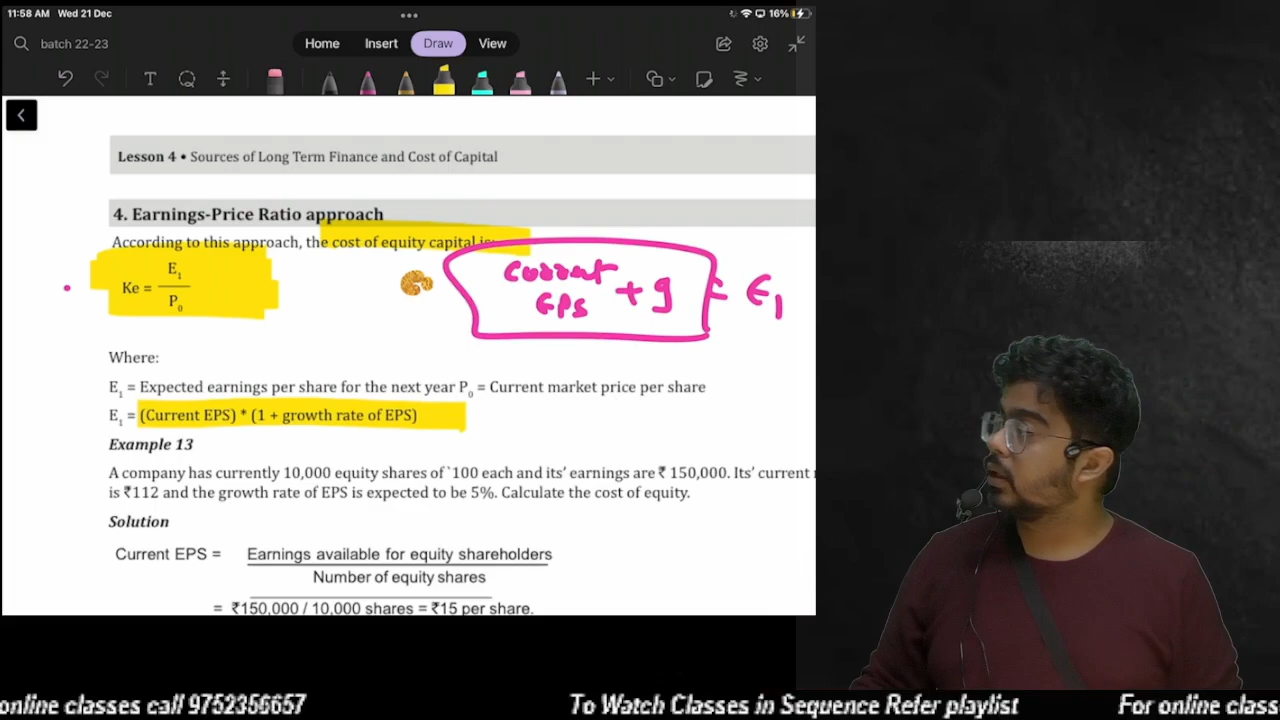 11:58 AM Wed 21 Dec
16%
batch 22-23
Home Insert Draw View
Lesson 4 • Sources of Long Term Finance and Cost of Capital
4. Earnings-Price Ratio approach
According to this approach, the cost of equity capital is:
Ke = E₁ / P₀
Current EPS + g = E₁
Where:
E₁ = Expected earnings per share for the next year P₀ = Current market price per share
E₁ = (Current EPS) * (1 + growth rate of EPS)
Example 13
A company has currently 10,000 equity shares of `100 each and its' earnings are ₹ 150,000. Its' current
is ₹112 and the growth rate of EPS is expected to be 5%. Calculate the cost of equity.
Solution
Current EPS = Earnings available for equity shareholders
Number of equity shares
= ₹150,000 / 10,000 shares = ₹15 per share.
online classes call 9752356657 To Watch Classes in Sequence Refer playlist For online class